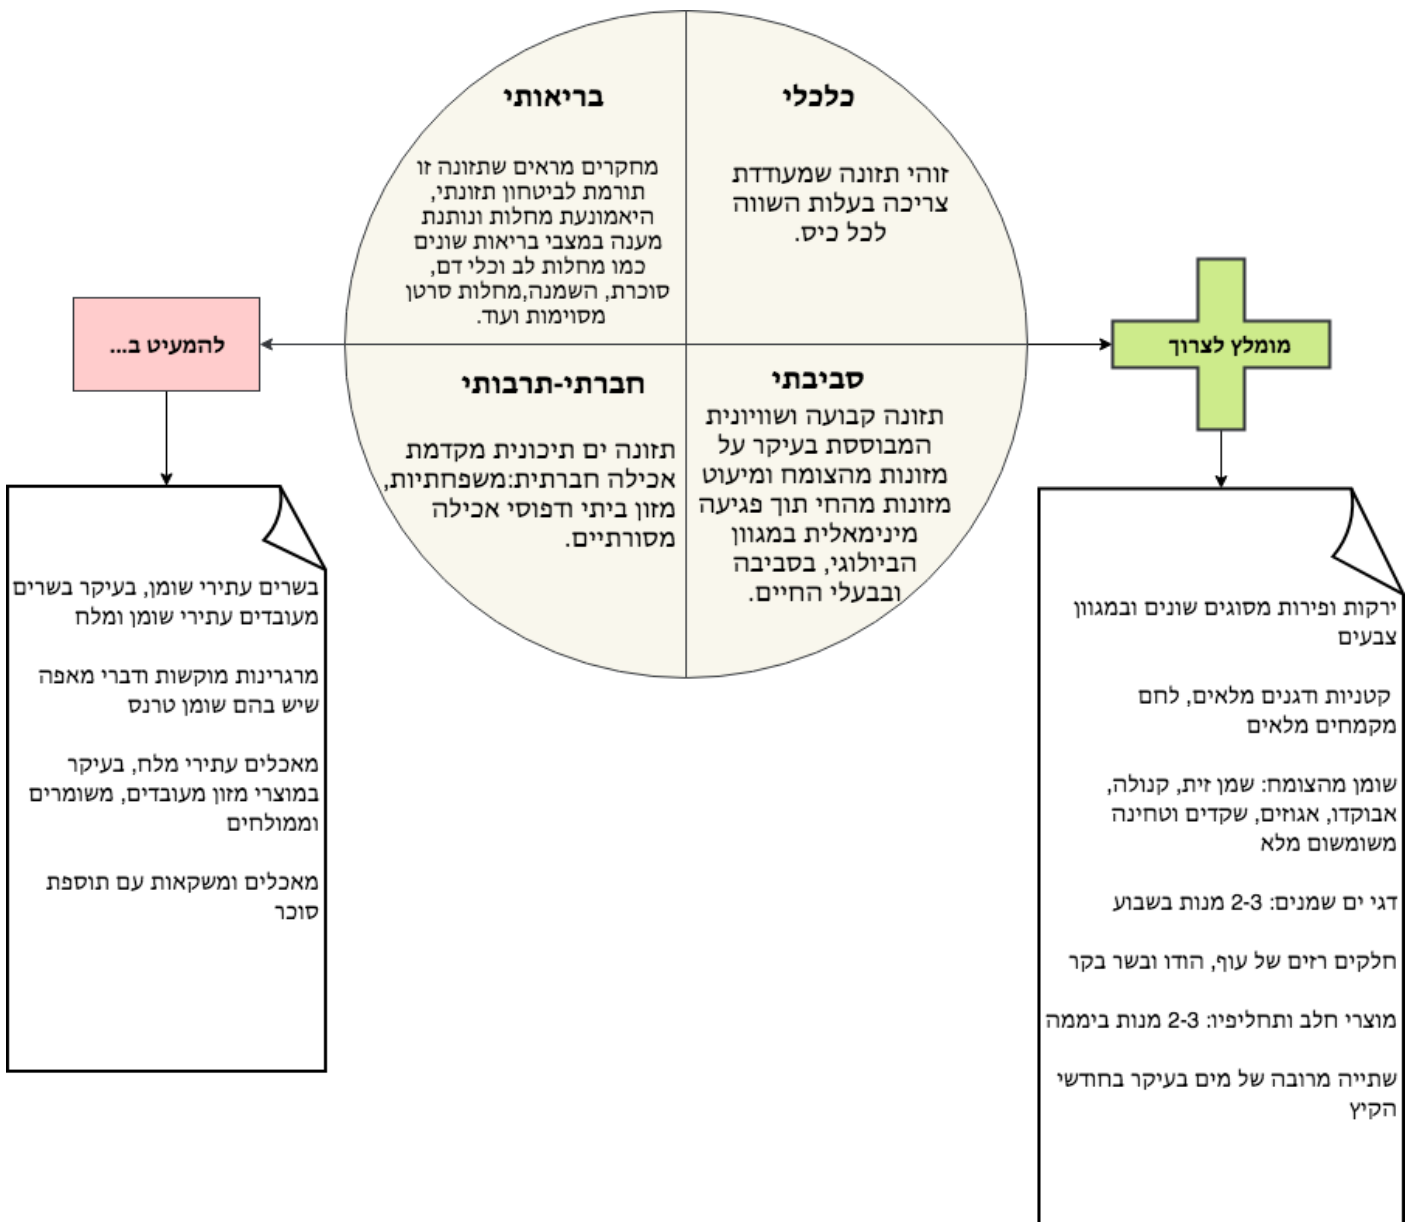 כלכלי
זוהי תזונה שמעודדת
צריכה בעלות השווה
לכל כיס.
בריאותי
מחקרים מראים שתזונה זו
תורמת לביטחון תזונתי,
היאמונעת מחלות ונותנת
מענה במצבי בריאות שונים
כמו מחלות לב וכלי דם,
סוכרת, השמנה,מחלות סרטן
מסוימות ועוד.
סביבתי
תזונה קבועה ושוויונית
המבוססת בעיקר על
מזונות מהצומח ומיעוט
מזונות מהחי תוך פגיעה
מינימאלית במגוון
הביולוגי, בסביבה
ובבעלי החיים.
חברתי-תרבותי
תזונה ים תיכונית מקדמת
אכילה חברתית:משפחתיות,
מזון ביתי ודפוסי אכילה
מסורתיים.
מומלץ לצרוך
ירקות ופירות מסוגים שונים ובמגוון
צבעים
קטניות ודגנים מלאים, לחם
מקמחים מלאים
שומן מהצומח: שמן זית, קנולה,
אבוקדו, אגוזים, שקדים וטחינה
משומשום מלא
דגי ים שמנים: 2-3 מנות בשבוע
חלקים רזים של עוף, הודו ובשר בקר
מוצרי חלב ותחליפיו: 2-3 מנות ביממה
שתייה מרובה של מים בעיקר בחודשי
הקיץ
להמעיט ב...
בשרים עתירי שומן, בעיקר בשרים
מעובדים עתירי שומן ומלח
מרגרינות מוקשות ודברי מאפה
שיש בהם שומן טרנס
מאכלים עתירי מלח, בעיקר
במוצרי מזון מעובדים, משומרים
וממולחים
מאכלים ומשקאות עם תוספת
סוכר